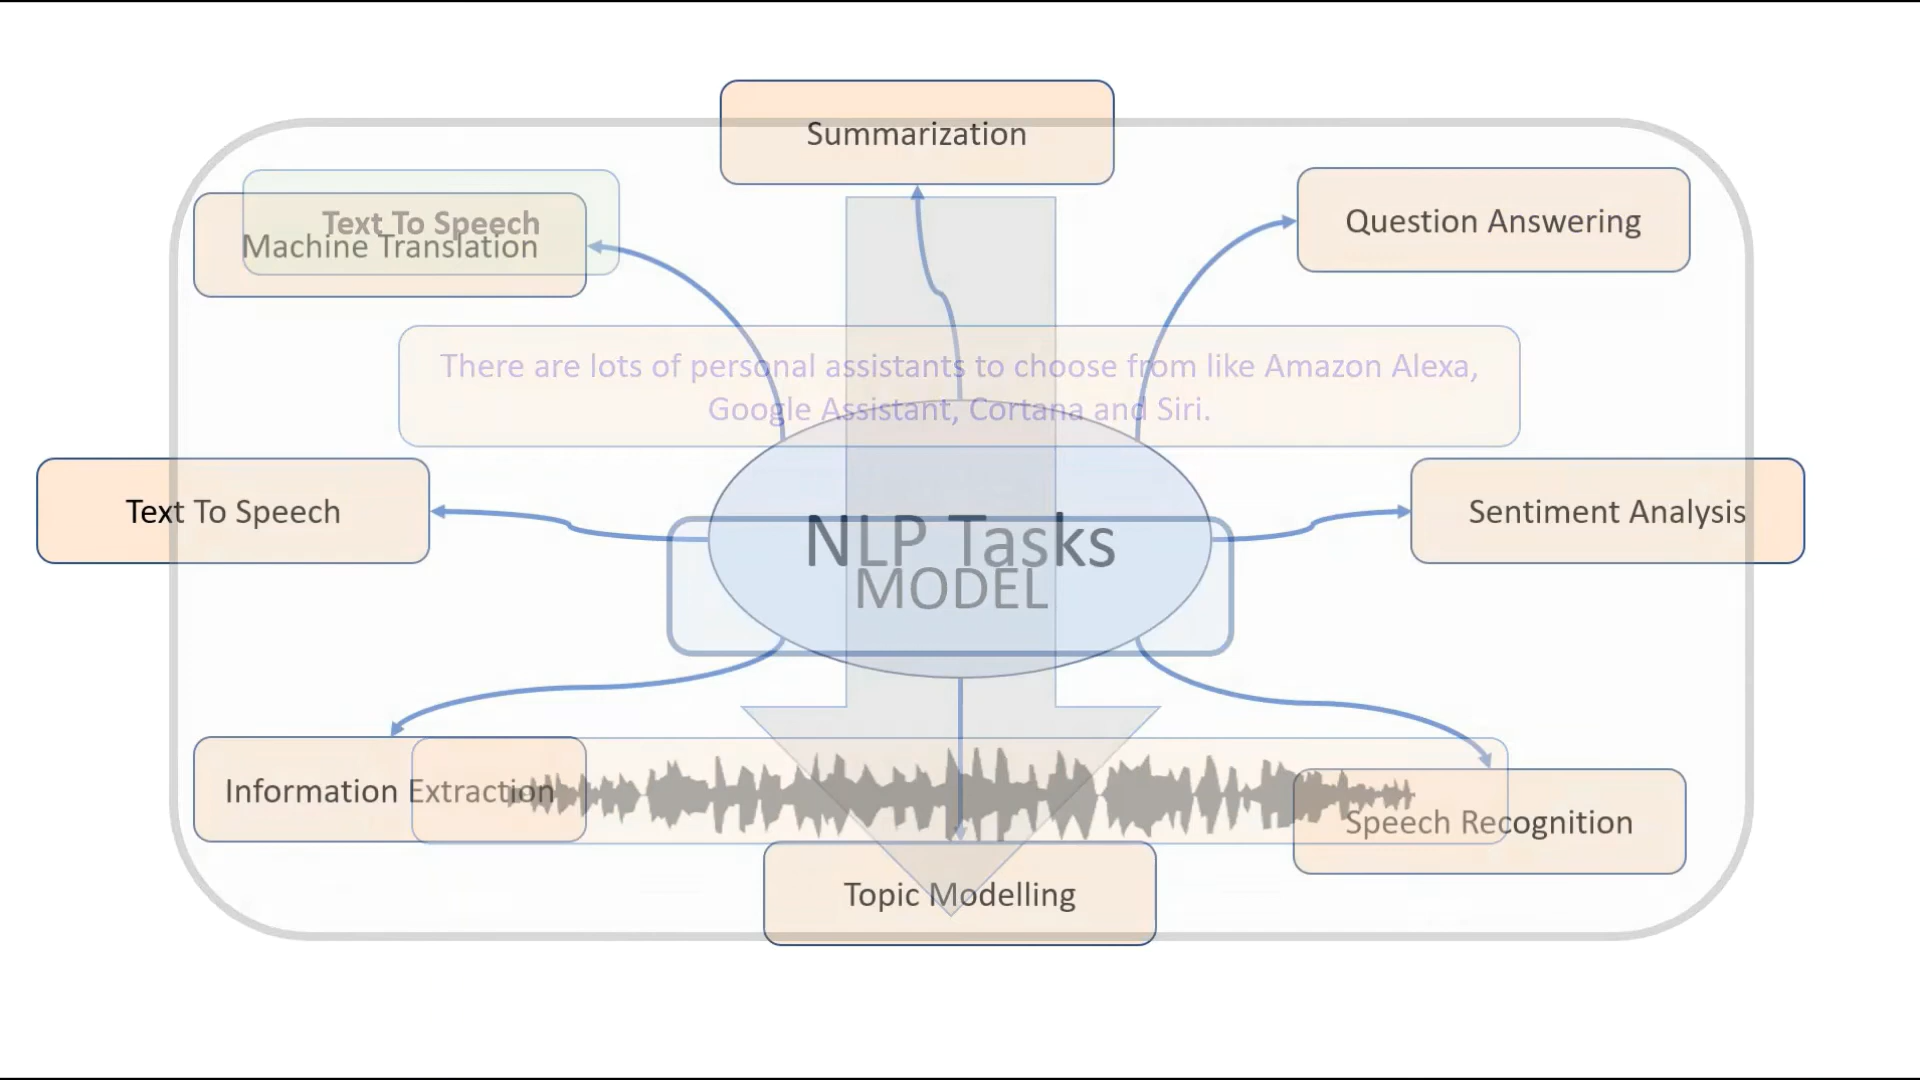 Summarization
Question Answering
Text To Speech
Machine Translation
There are lots of personal assistants to choose from like Amazon Alexa,
Google Assistant, Cortana and Siri.
Text To Speech
NLP Tasks
MODEL
Sentiment Analysis
Information Extraction
Speech Recognition
Topic Modelling